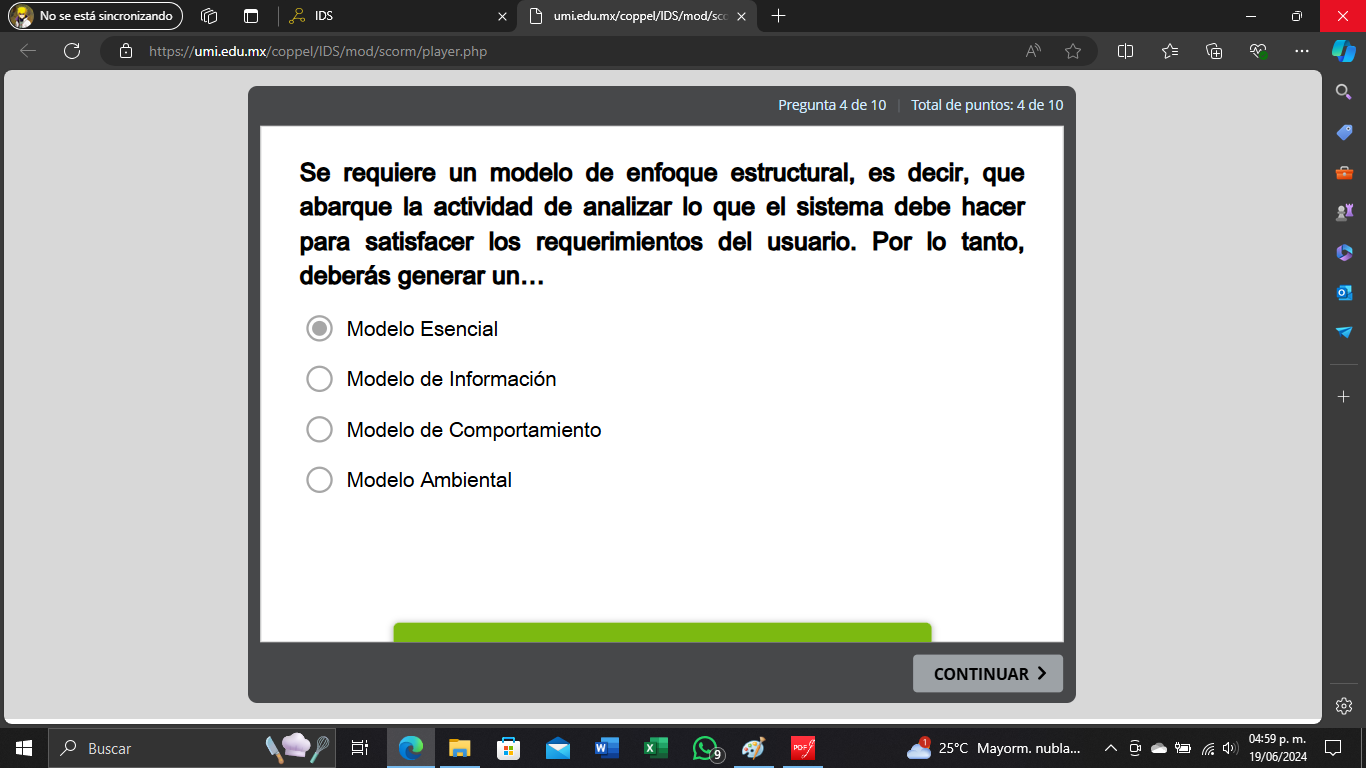 No se está sincronizando
IDS
umi.edu.mx/coppel/IDS/mod/sco
https://umi.edu.mx/coppel/IDS/mod/scorm/player.php
Pregunta 4 de 10 | Total de puntos: 4 de 10
Se requiere un modelo de enfoque estructural, es decir, que
abarque la actividad de analizar lo que el sistema debe hacer
para satisfacer los requerimientos del usuario. Por lo tanto,
deberás generar un...
Modelo Esencial
Modelo de Información
Modelo de Comportamiento
Modelo Ambiental
CONTINUAR
Buscar
9
PDF
1
25°C Mayorm. nubla...
04:59 p. m.
19/06/2024